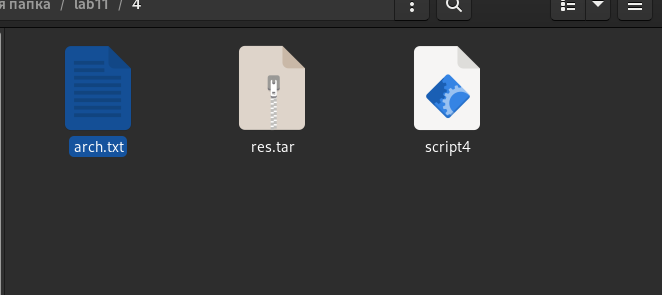 я папка / lab11 / 4
arch.txt
res.tar
script4